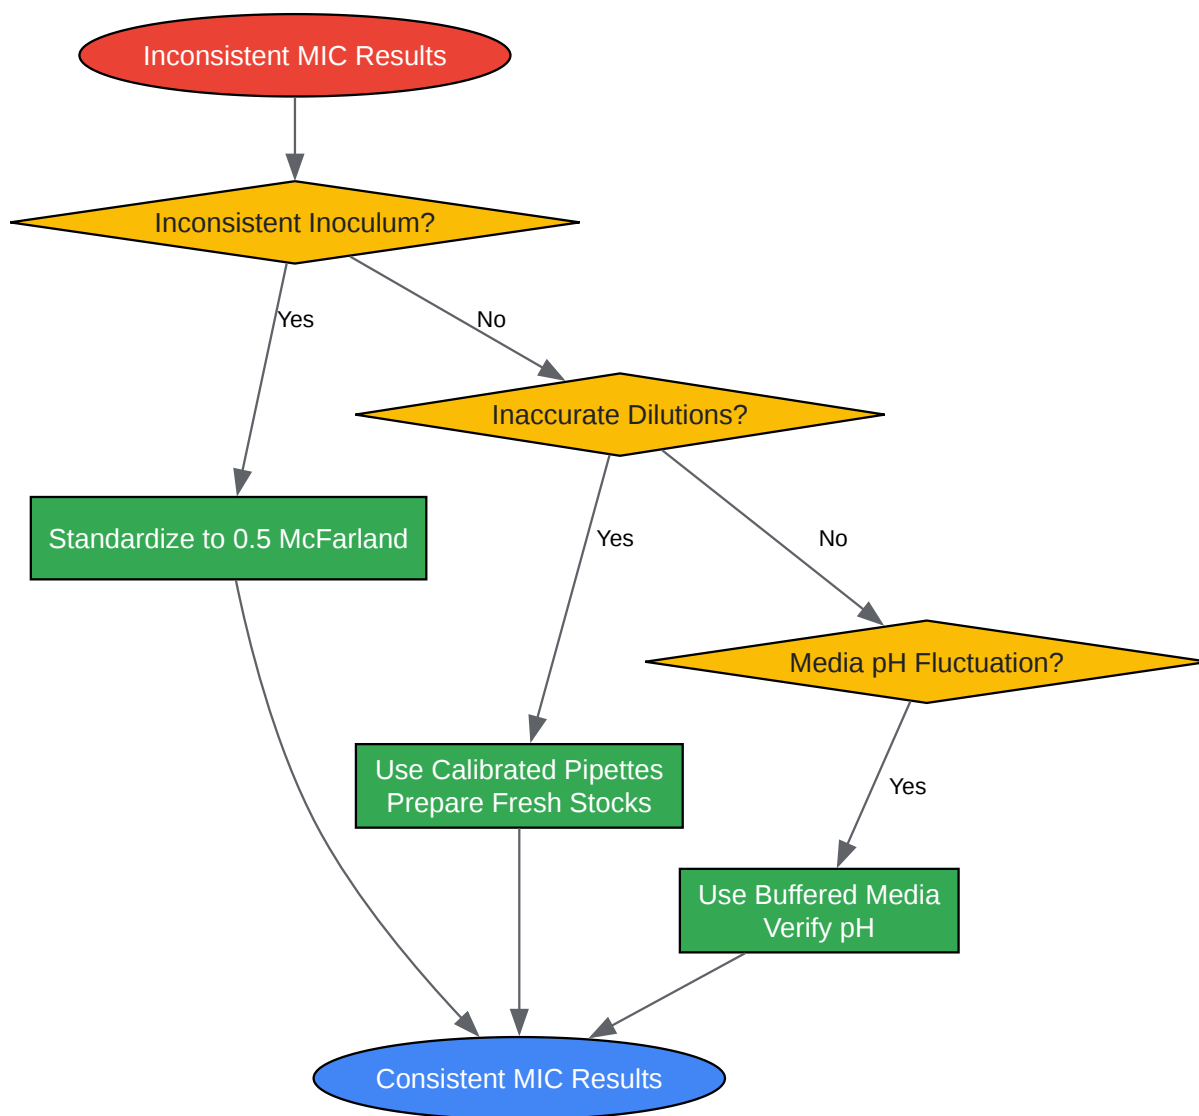 Inconsistent MIC Results
Inconsistent Inoculum?
Yes
No
Inaccurate Dilutions?
Standardize to 0.5 McFarland
Yes
No
Media pH Fluctuation?
Use Calibrated Pipettes
Prepare Fresh Stocks
Yes
Use Buffered Media
Verify pH
Consistent MIC Results